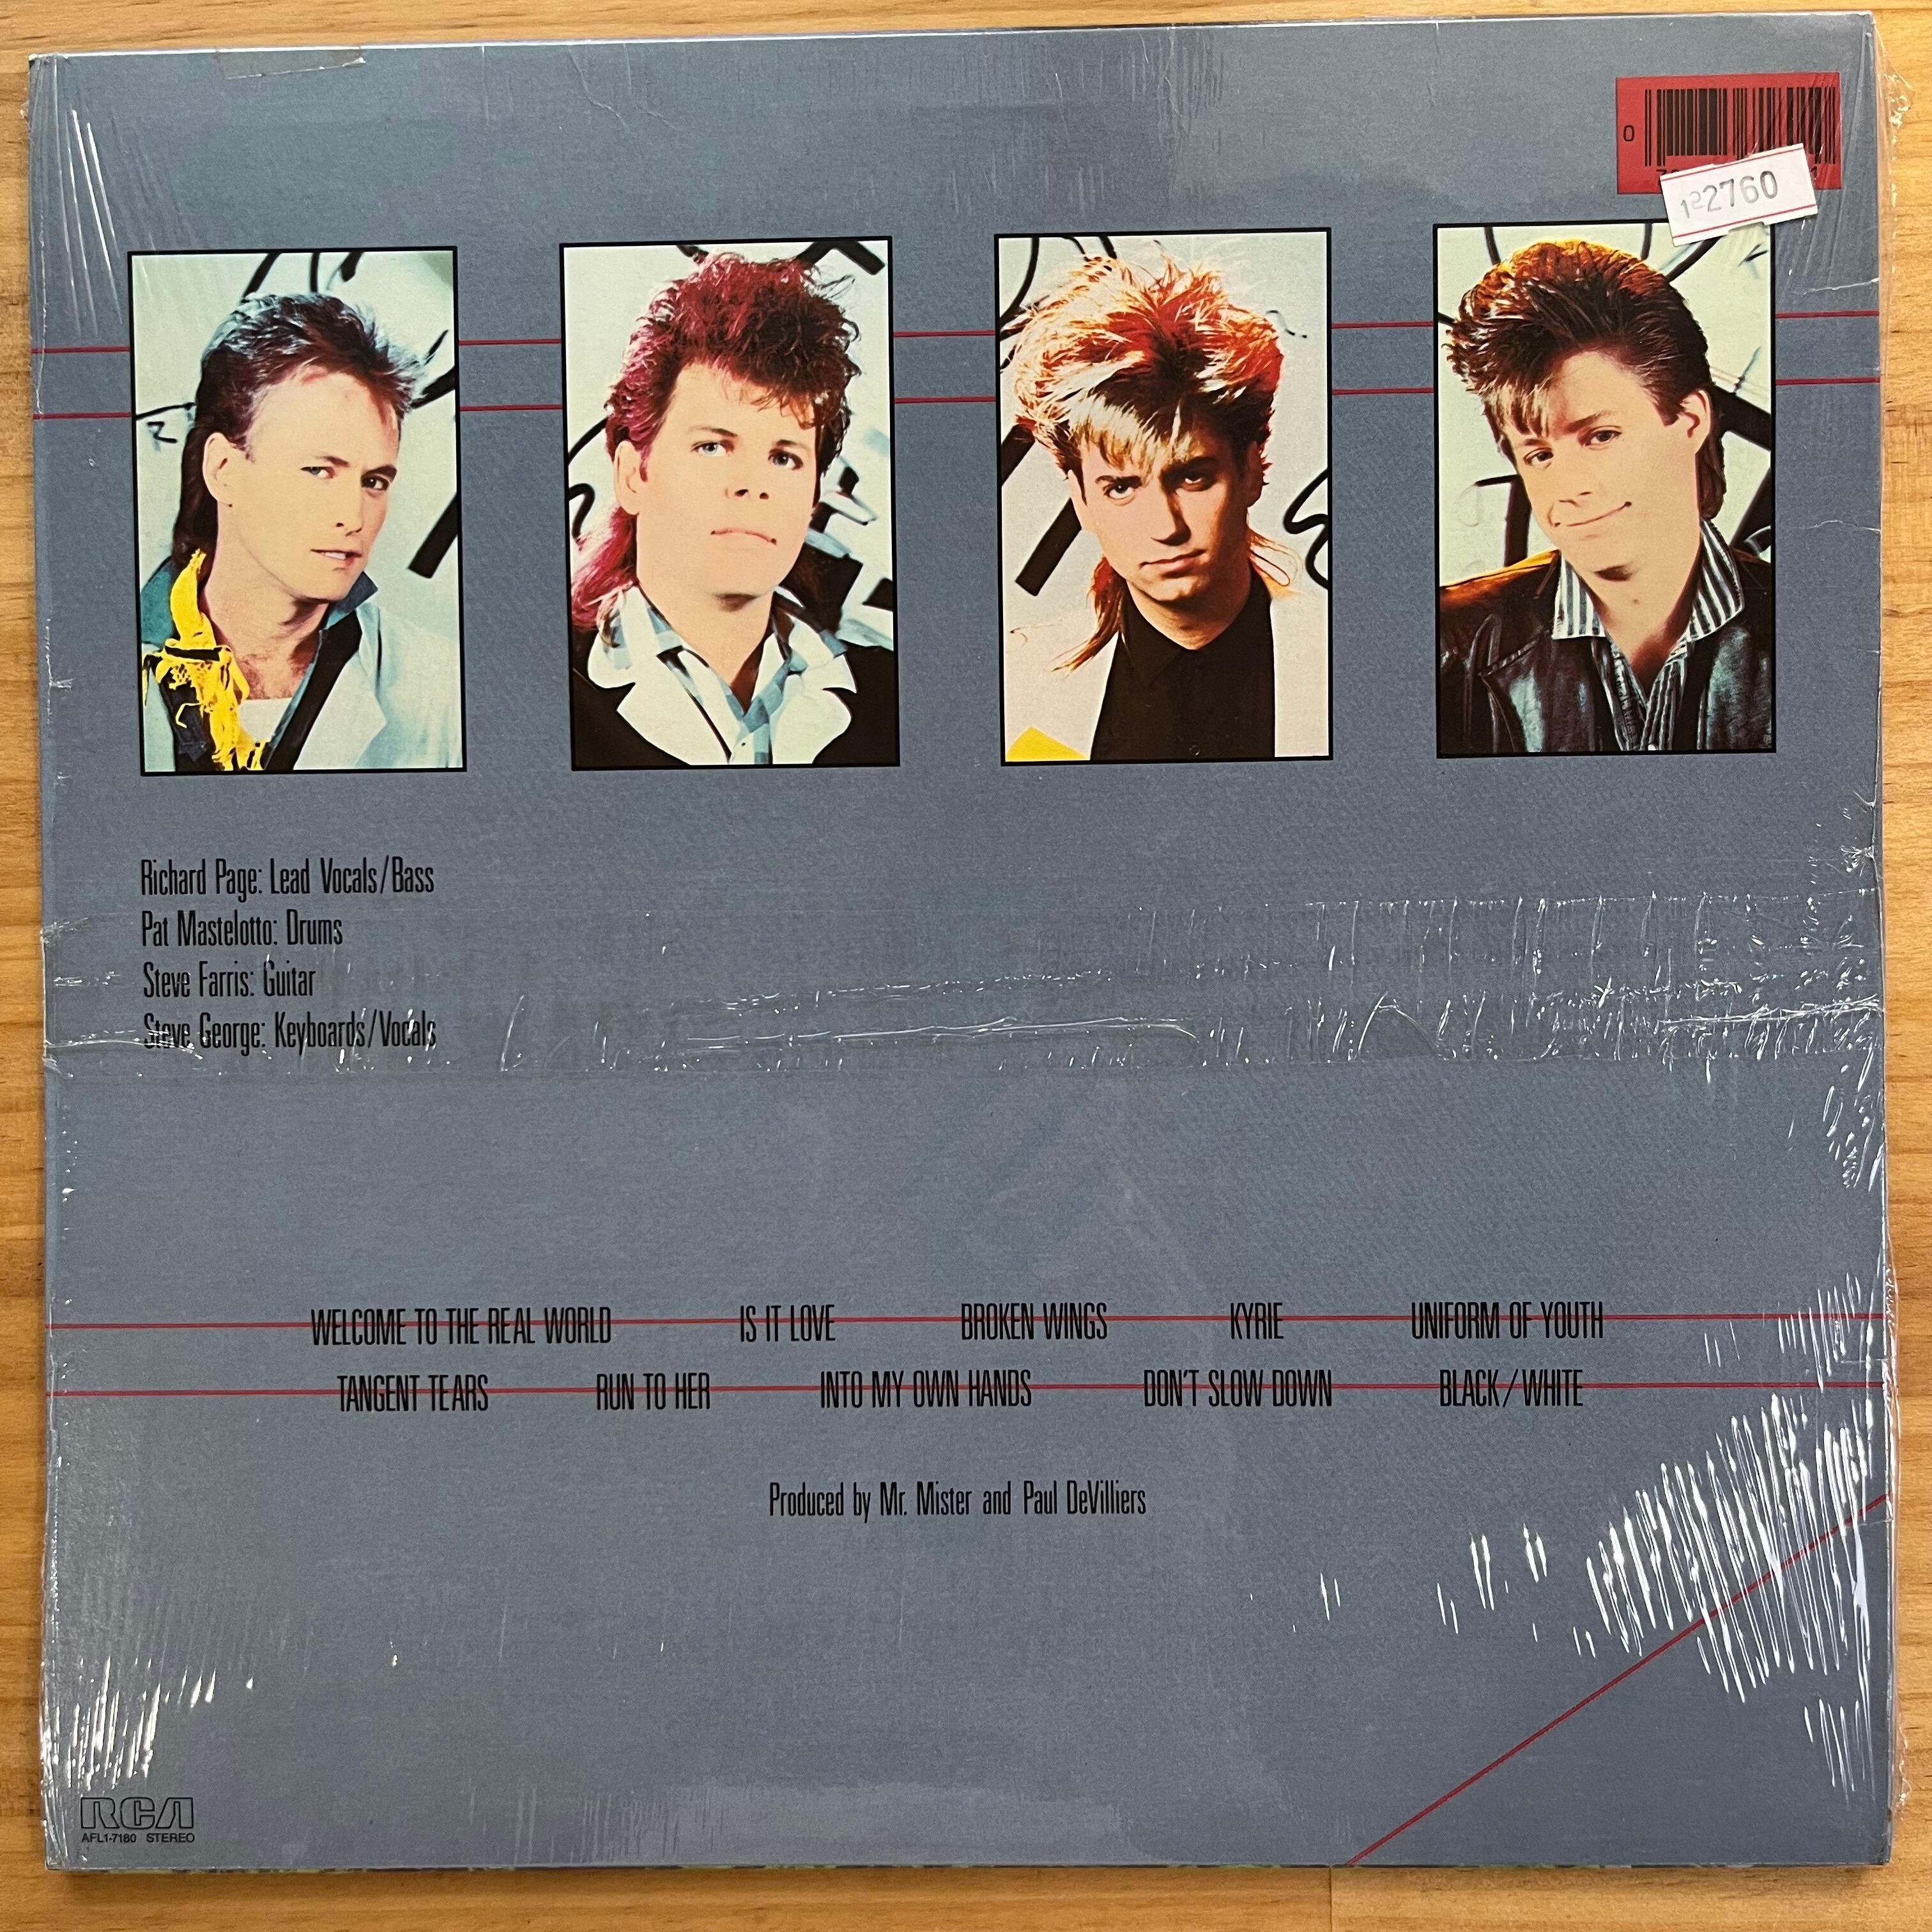 0
122760
Richard Page: Lead Vocals/Bass
Pat Mastelotto: Drums
Steve Farris: Guitar
Steve George: Keyboards/Vocals
WELCOME TO THE REAL WORLD IS IT LOVE BROKEN WINGS KYRIE UNIFORM OF YOUTH
TANGENT TEARS RUN TO HER INTO MY OWN HANDS DON'T SLOW DOWN BLACK/WHITE
Produced by Mr. Mister and Paul DeVilliers
RCA
AFL1-7180 STEREO